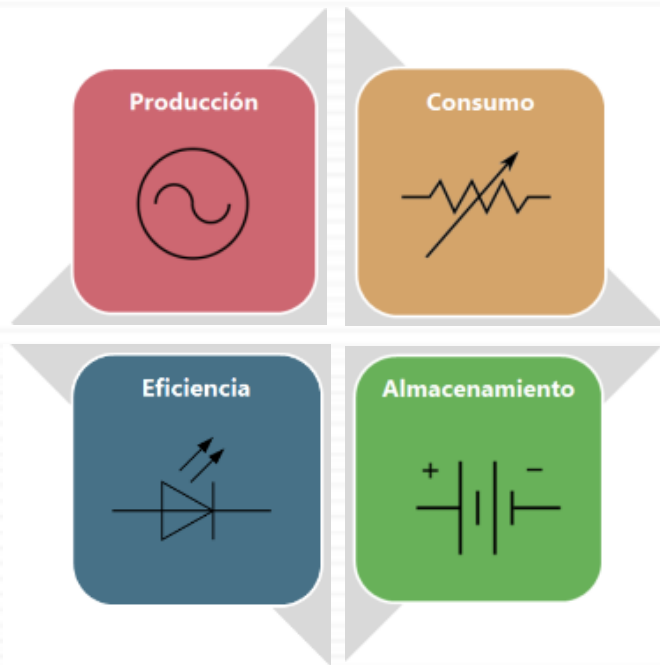 Producción
Consumo
Eficiencia
Almacenamiento
+ −